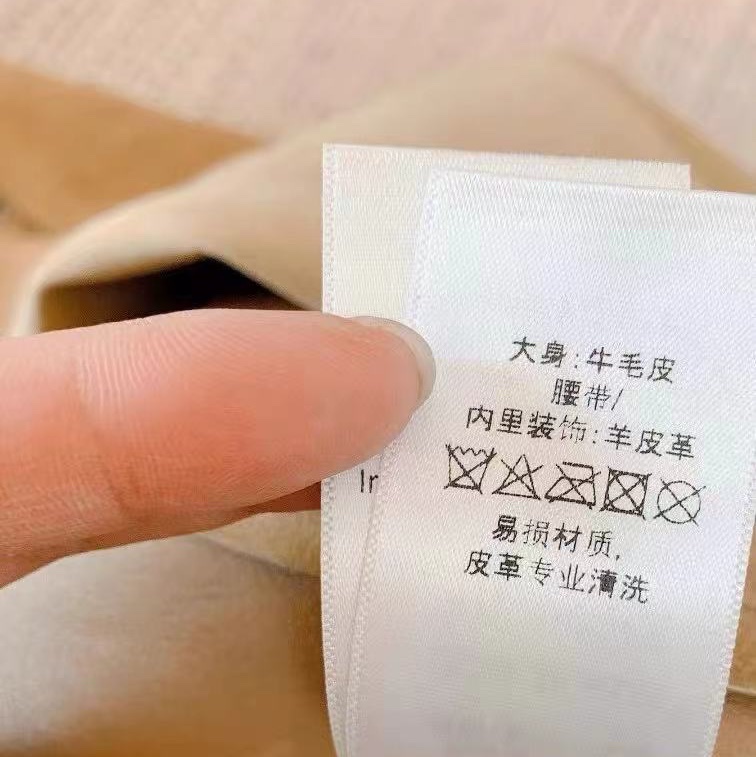 大身:牛毛皮
腰带/
内里装饰:羊皮革
易损材质,
皮革专业清洗
Ir